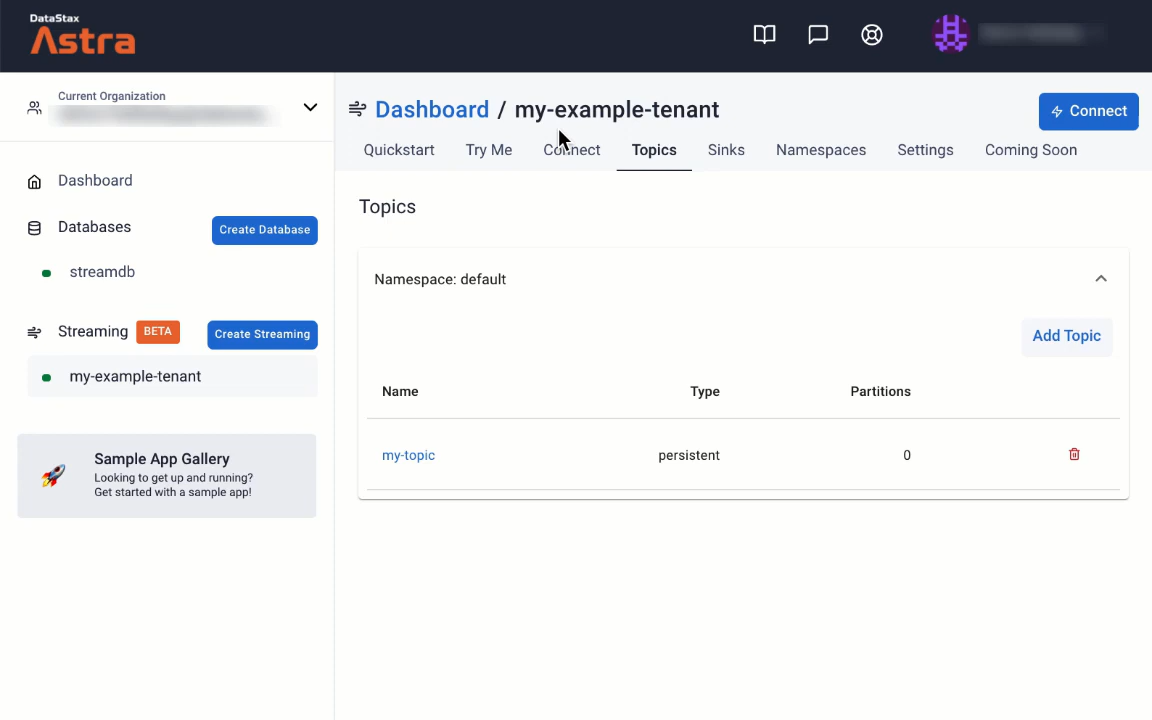 DataStax
Astra
Current Organization
Dashboard
Databases
Create Database
streamdb
Streaming
BETA
Create Streaming
my-example-tenant
Sample App Gallery
Looking to get up and running?
Get started with a sample app!
Dashboard / my-example-tenant
Connect
Quickstart
Try Me
Connect
Topics
Sinks
Namespaces
Settings
Coming Soon
Topics
Namespace: default
Add Topic
Name
Type
Partitions
my-topic
persistent
0